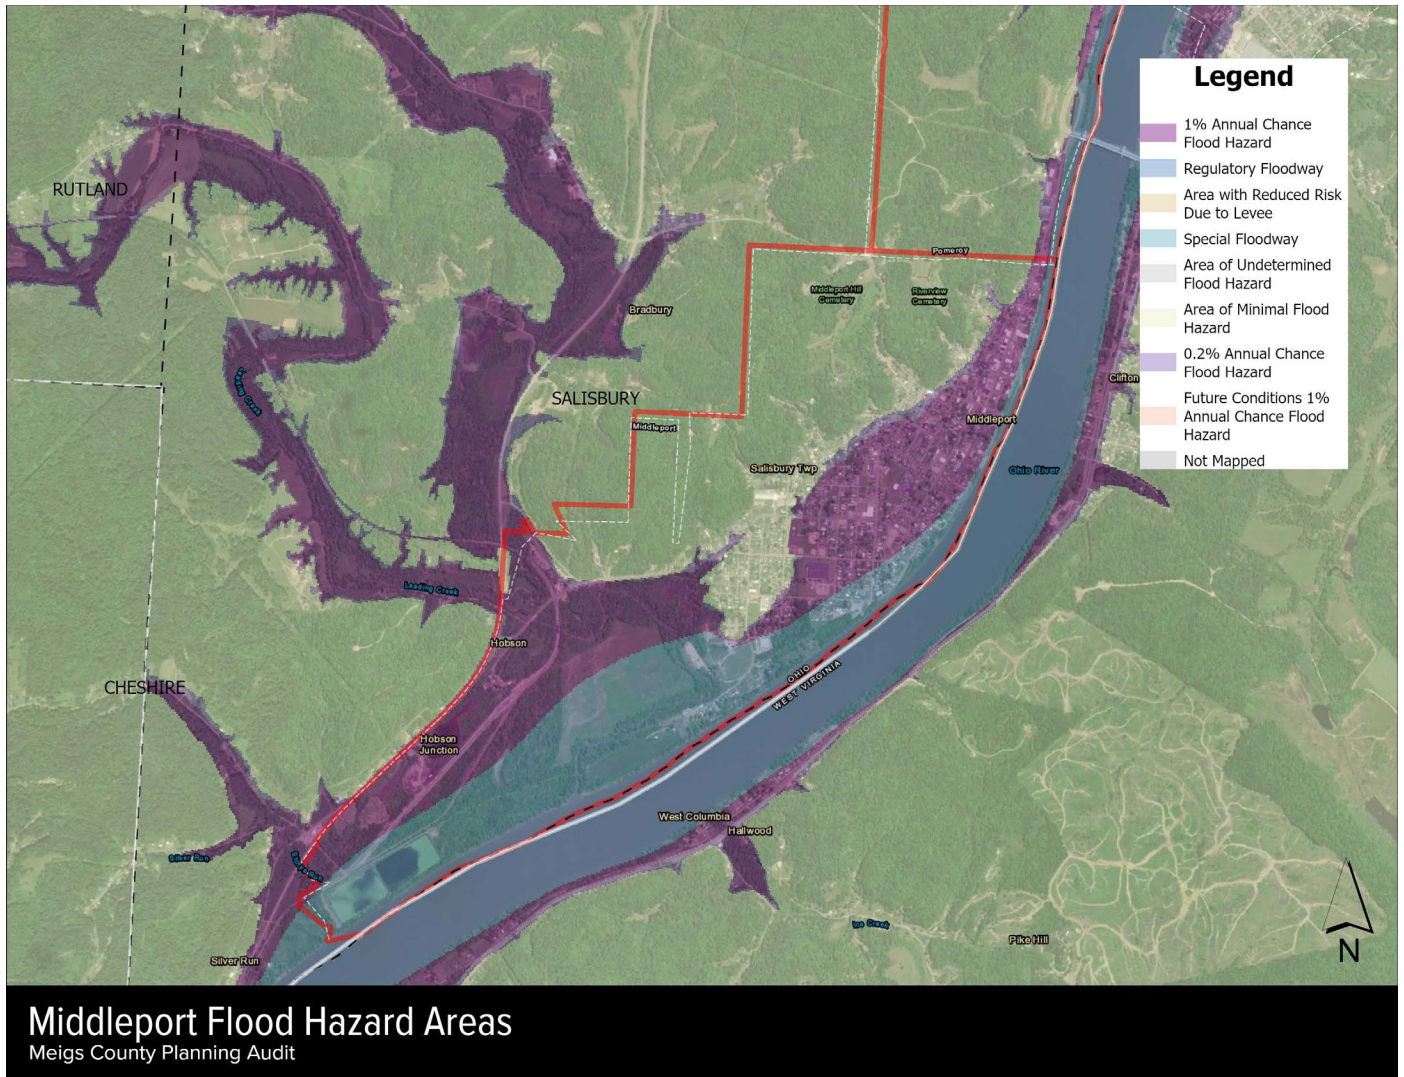 Legend
1% Annual Chance
Flood Hazard
Regulatory Floodway
Area with Reduced Risk
Due to Levee
Special Floodway
Area of Undetermined
Flood Hazard
Area of Minimal Flood
Hazard
0.2% Annual Chance
Flood Hazard
Future Conditions 1%
Annual Chance Flood
Hazard
Not Mapped
RUTLAND
Pomeroy
Middleport Hill
Cemetery
Riverview
Cemetery
Bradbury
Clifton
Leading Creek
SALISBURY
Middleport
Middleport
Salisbury Twp
Ohio River
Leading Creek
Hobson
OHIO
WEST VIRGINIA
CHESHIRE
Hobson
Junction
West Columbia
Hallwood
Silver Run
Run
Ice Creek
Pike Hill
Silver Run
N
Middleport Flood Hazard Areas
Meigs County Planning Audit